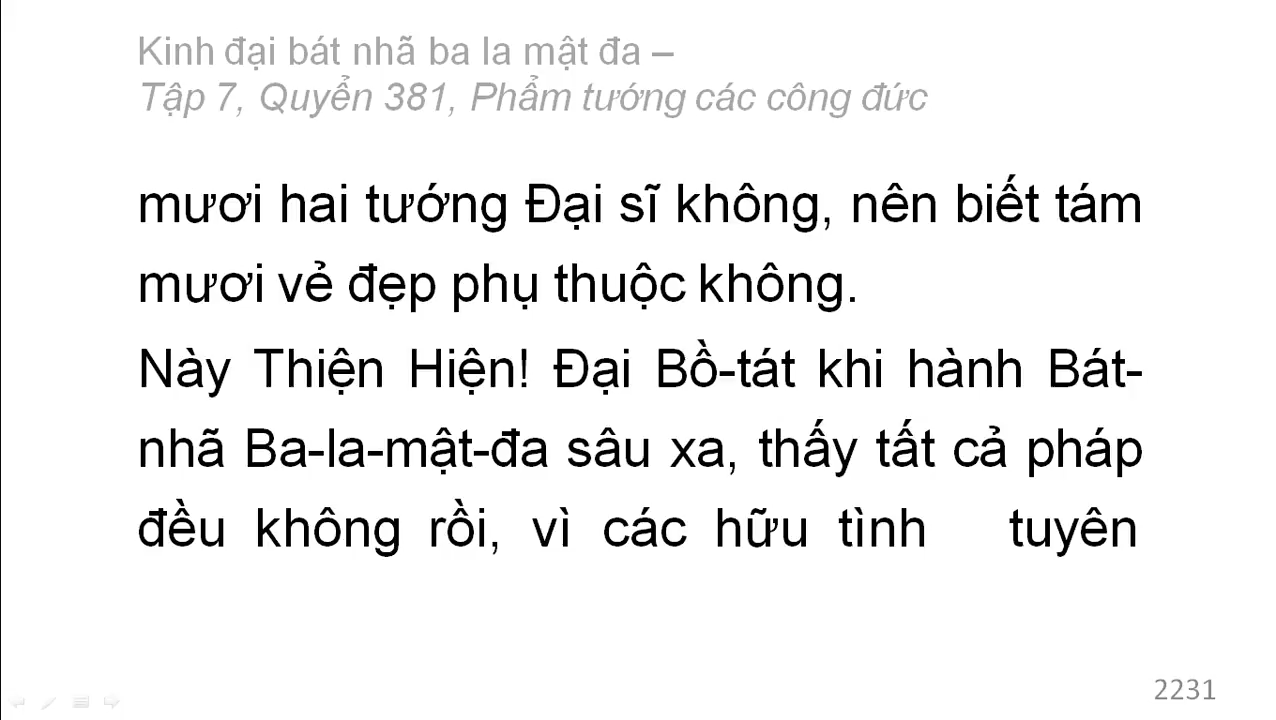 Kinh đại bát nhã ba la mật đa –
Tập 7, Quyển 381, Phẩm tướng các công đức
mươi hai tướng Đại sĩ không, nên biết tám
mươi vẻ đẹp phụ thuộc không.
Này Thiện Hiện! Đại Bồ-tát khi hành Bát-
nhã Ba-la-mật-đa sâu xa, thấy tất cả pháp
đều không rồi, vì các hữu tình tuyên
2231